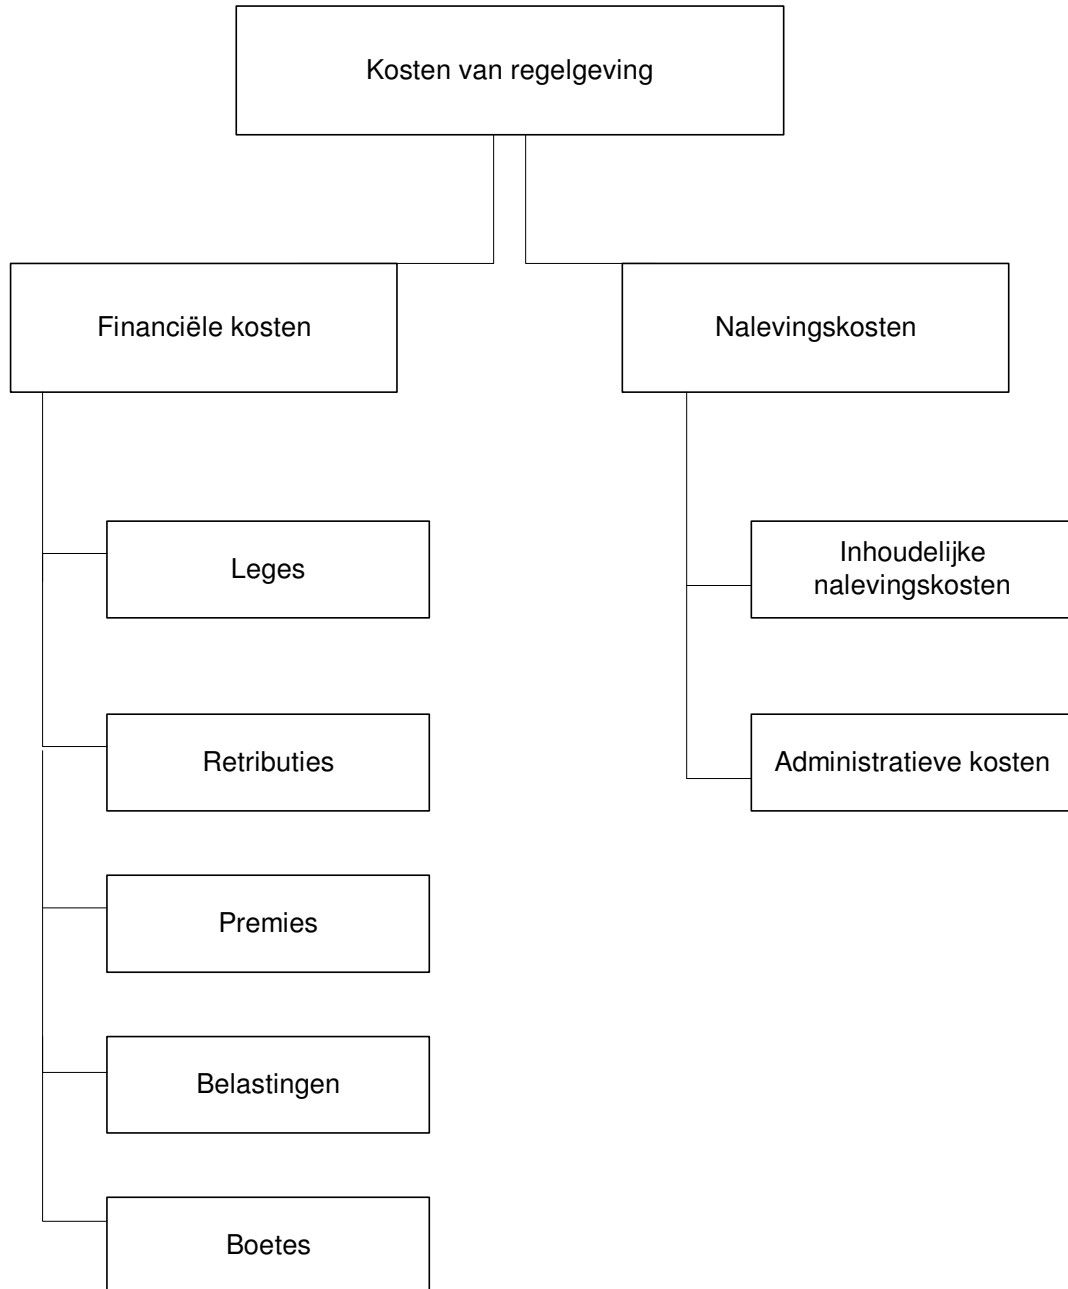 Kosten van regelgeving
Financiële kosten
Nalevingskosten
Leges
Inhoudelijke
nalevingskosten
Retributies
Administratieve kosten
Premies
Belastingen
Boetes